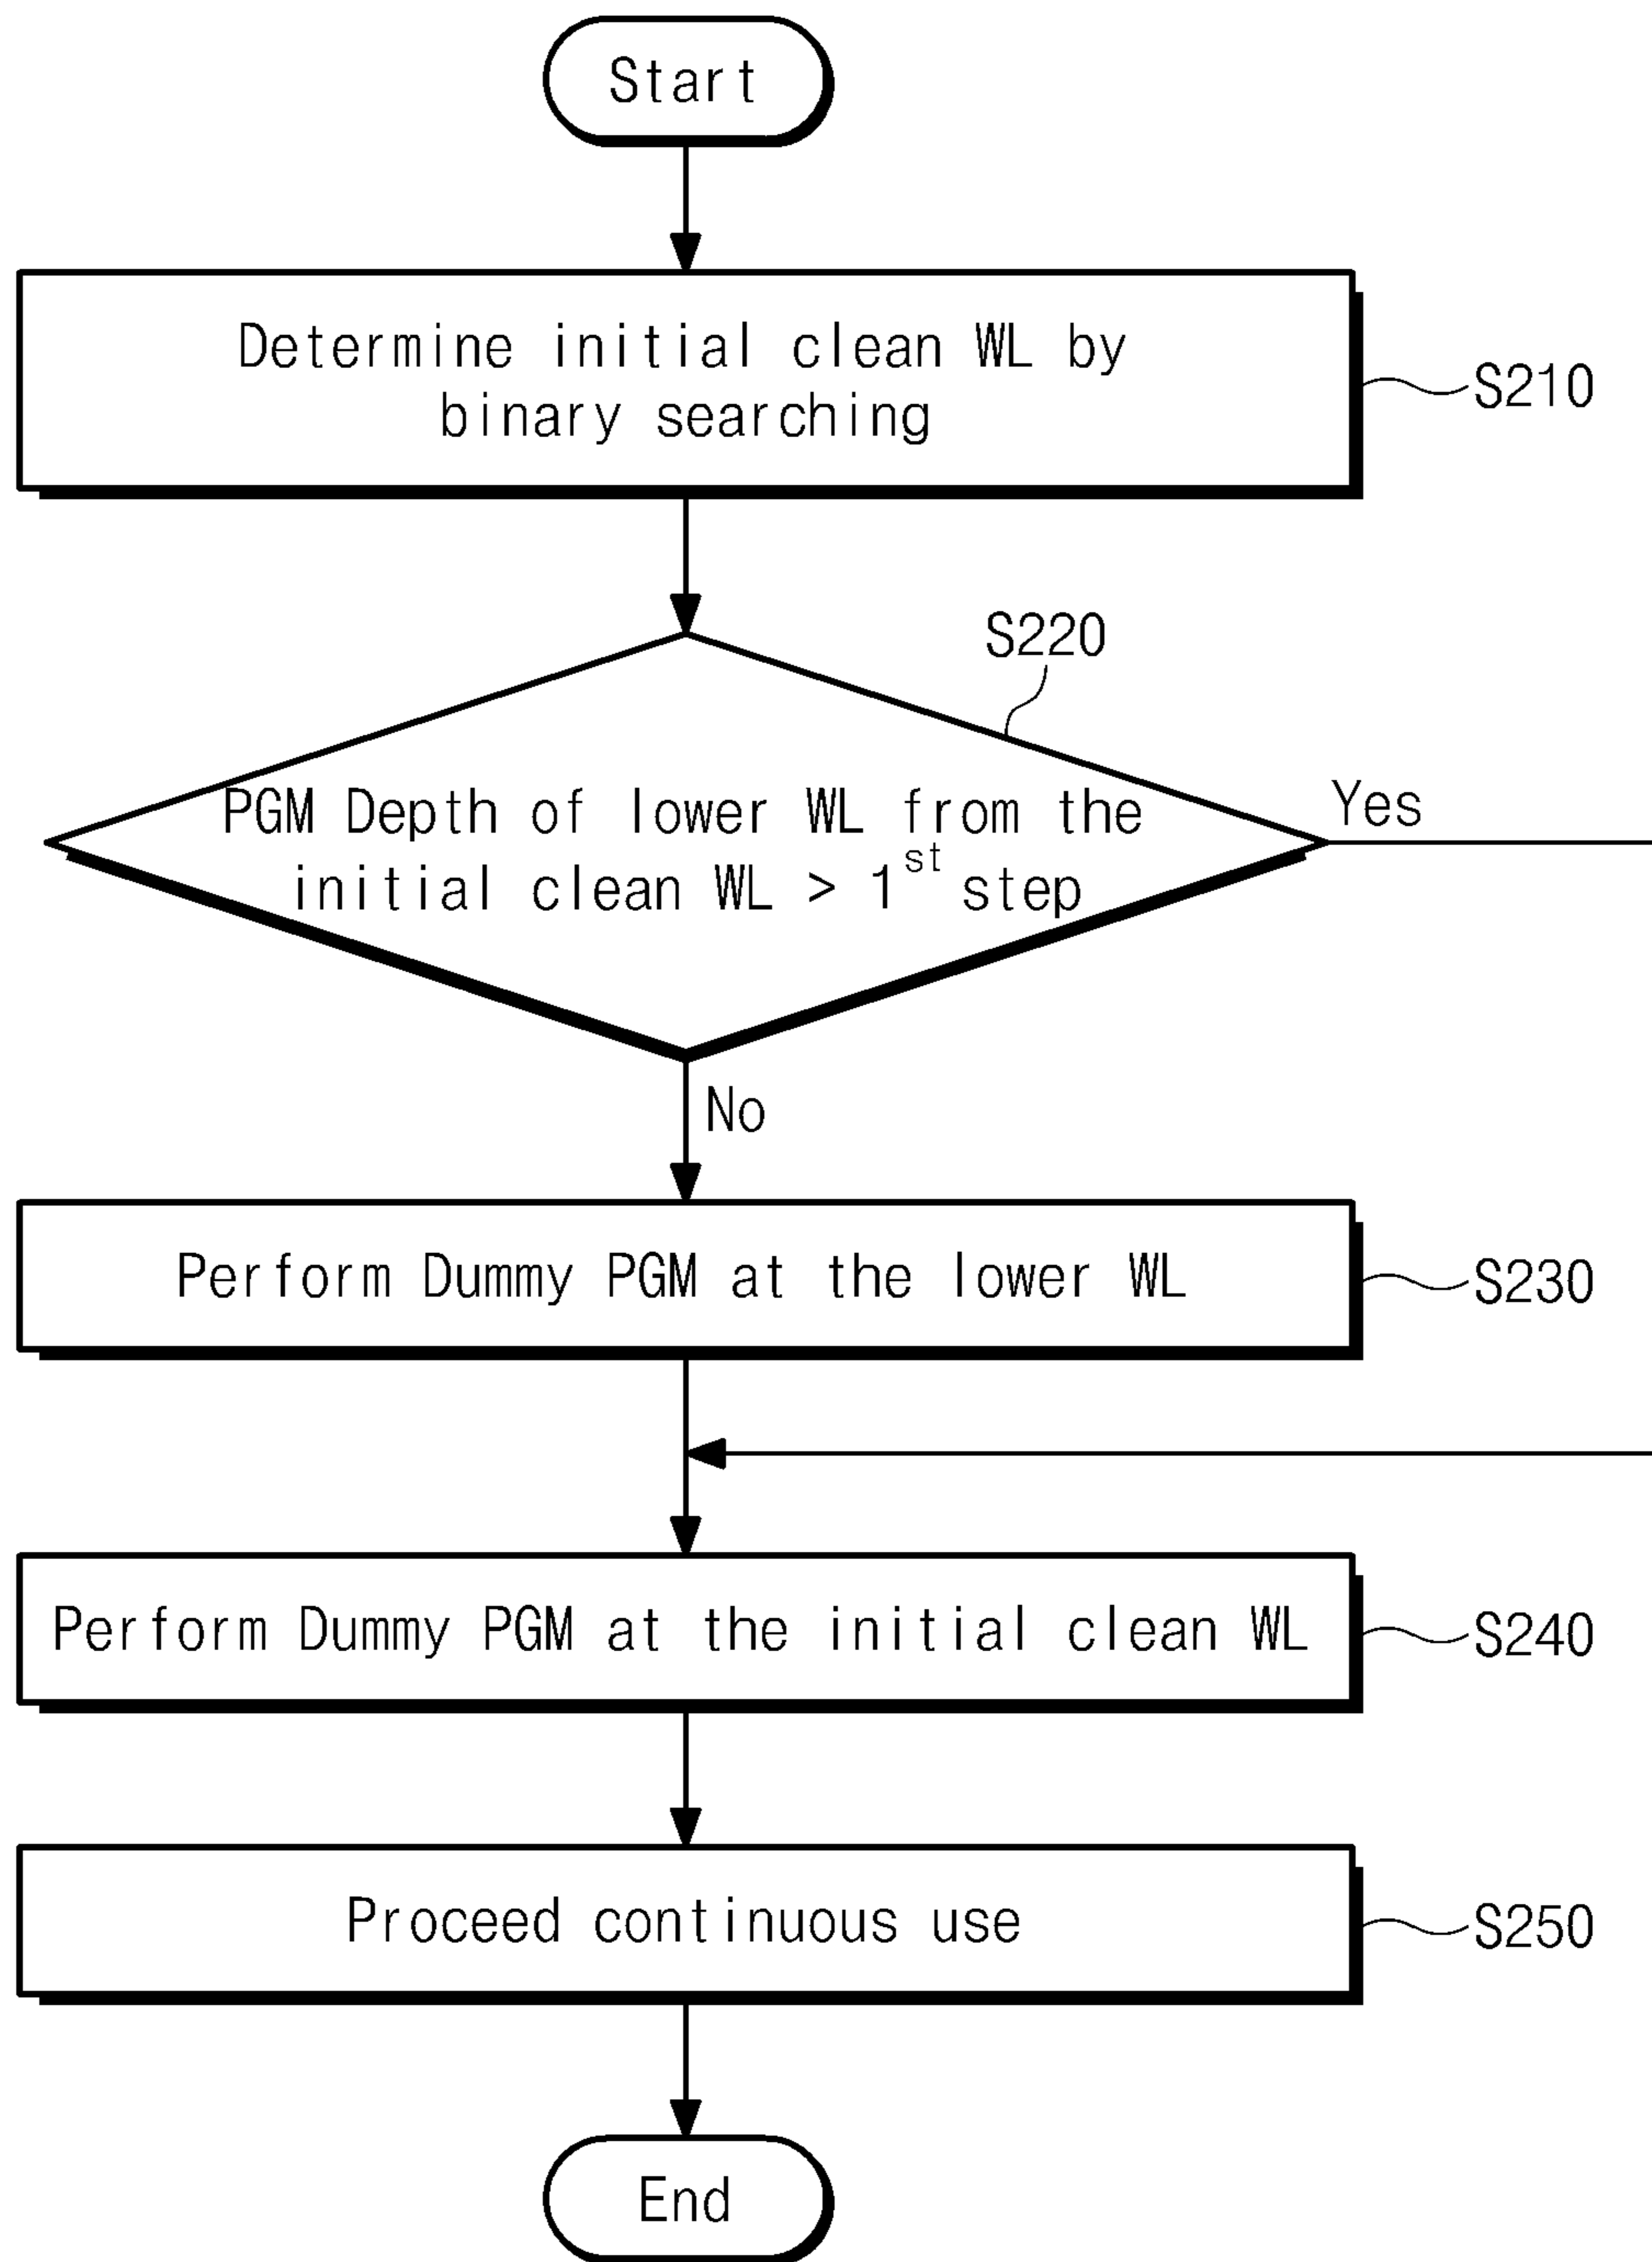 Start
Determine initial clean WL by
binary searching
S210
S220
PGM Depth of lower WL from the
initial clean WL > 1st step
Yes
No
Perform Dummy PGM at the lower WL
S230
Perform Dummy PGM at the initial clean WL
S240
Proceed continuous use
S250
End